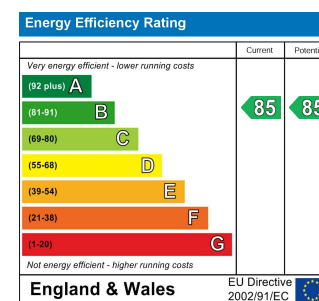 Energy Efficiency Rating
Current Potenti
Very energy efficient - lower running costs
(92 plus) A
(81-91) B
85 85
(69-80) C
(55-68) D
(39-54) E
(21-38) F
(1-20) G
Not energy efficient - higher running costs
England & Wales
EU Directive
2002/91/EC